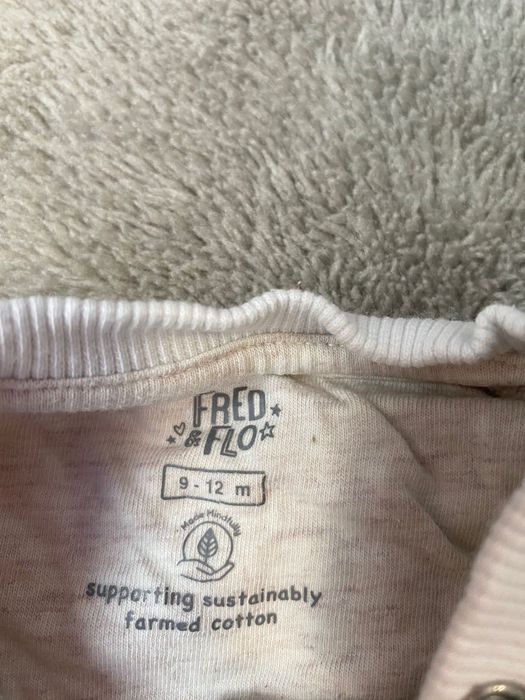 FRED
& FLO
9 - 12 m
Made Mindfully
supporting sustainably
farmed cotton